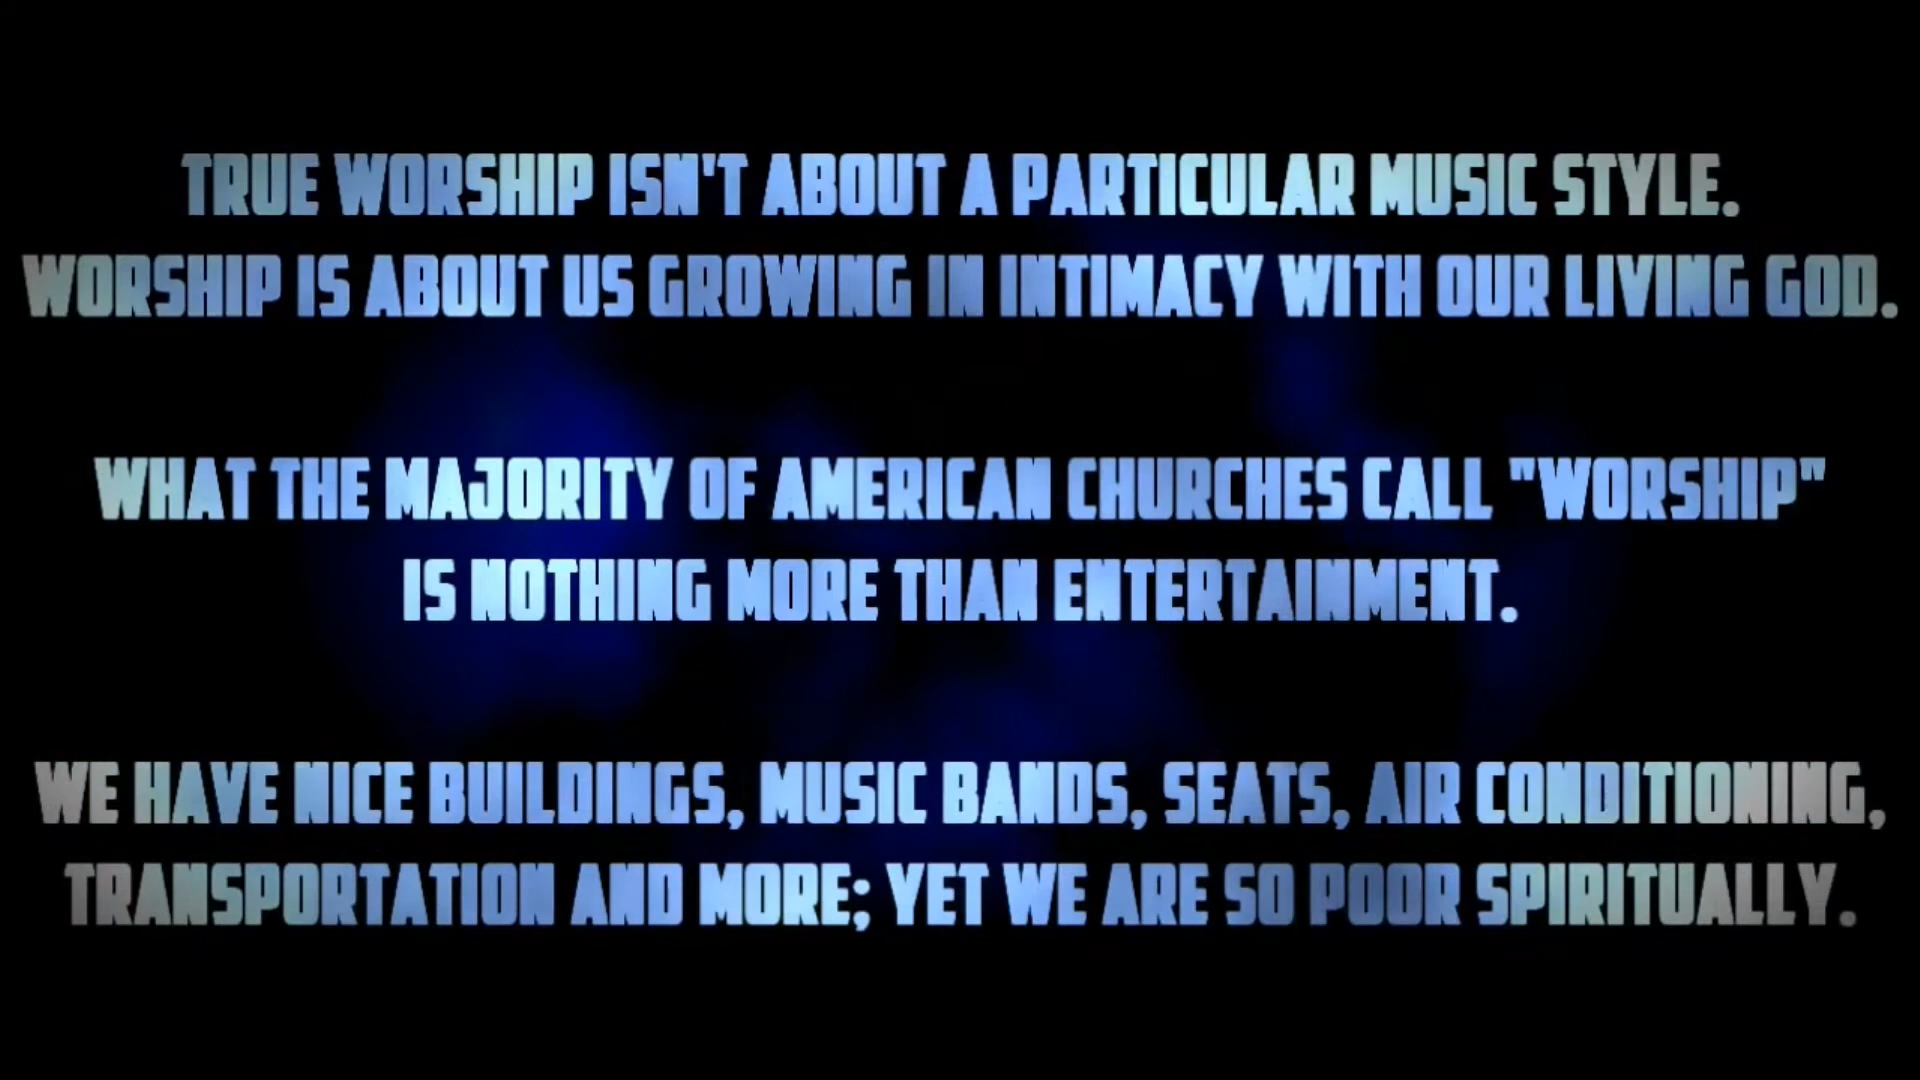 TRUE WORSHIP ISN'T ABOUT A PARTICULAR MUSIC STYLE.
WORSHIP IS ABOUT US GROWING IN INTIMACY WITH OUR LIVING GOD.
WHAT THE MAJORITY OF AMERICAN CHURCHES CALL "WORSHIP"
IS NOTHING MORE THAN ENTERTAINMENT.
WE HAVE NICE BUILDINGS, MUSIC BANDS, SEATS, AIR CONDITIONING,
TRANSPORTATION AND MORE; YET WE ARE SO POOR SPIRITUALLY.